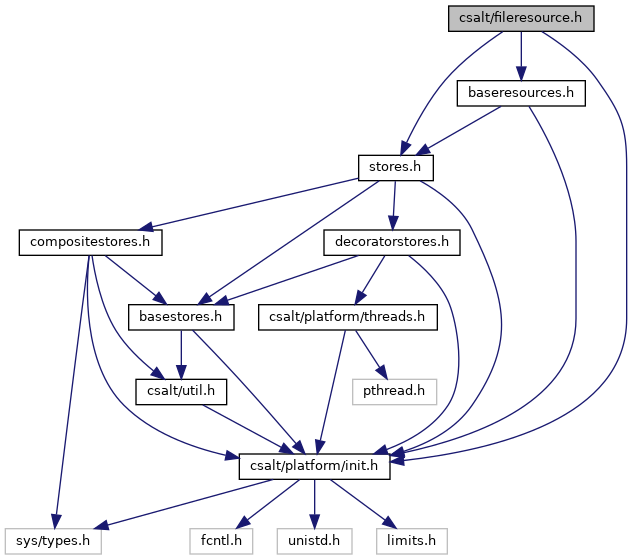 csalt/fileresource.h
baseresources.h
stores.h
compositestores.h
decoratorstores.h
basestores.h
csalt/platform/threads.h
csalt/util.h
pthread.h
csalt/platform/init.h
sys/types.h
fcntl.h
unistd.h
limits.h